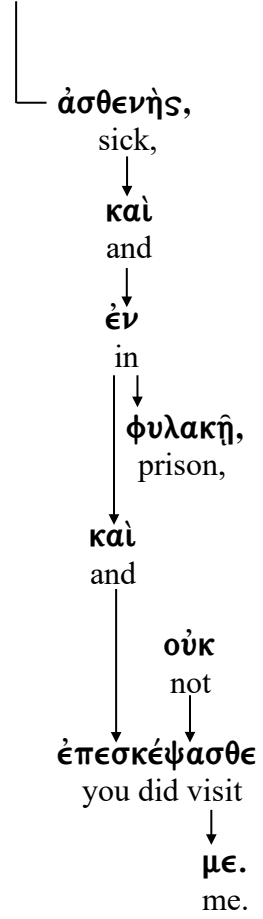 ἀσθενὴς,
sick,
καὶ
and
ἐν
in
φυλακῇ,
prison,
καὶ
and
οὐκ
not
ἐπεσκέψασθε
you did visit
με.
me.